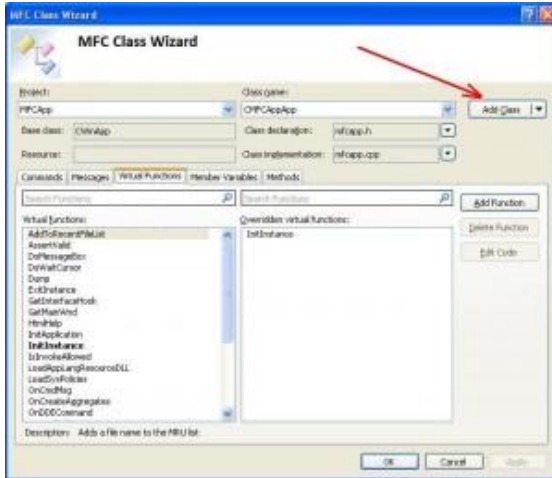 MFC Class Wizard
MFC Class Wizard
Project:
Class name:
MFCApp
CMFCAppApp
Add Class
Base class:
CWinApp
Class declaration:
mfcapp.h
Resource:
Class implementation:
mfcapp.cpp
Commands
Messages
Virtual Functions
Member Variables
Methods
Search Functions
Search Functions
Add Function
Virtual functions:
Overridden virtual functions:
Delete Function
AddToRecentFileList
InitInstance
AssertValid
Edit Code
DoMessageBox
DoWaitCursor
Dump
ExitInstance
GetInterfaceHook
GetMainWnd
HtmlHelp
InitApplication
InitInstance
IsInvokeAllowed
LoadAppLangResourceDLL
LoadSysPolicies
OnCmdMsg
OnCreateAggregates
OnDDECommand
Description: Adds a file name to the MRU list
OK
Cancel
Apply